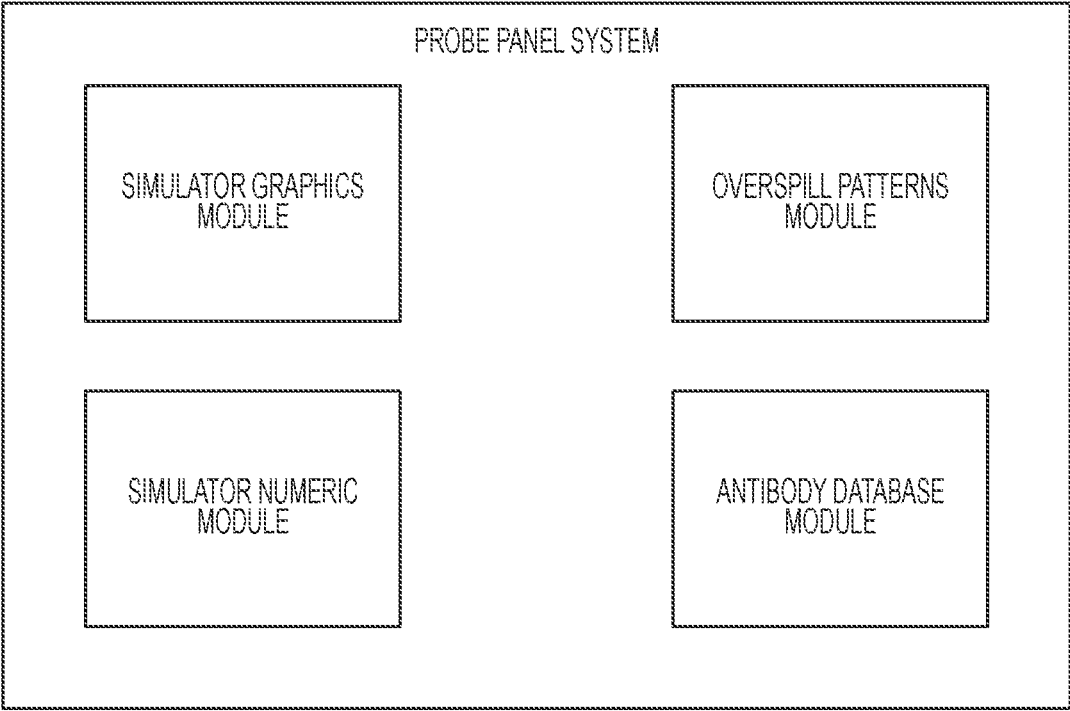 PROBE PANEL SYSTEM
SIMULATOR GRAPHICS
MODULE
OVERSPILL PATTERNS
MODULE
SIMULATOR NUMERIC
MODULE
ANTIBODY DATABASE
MODULE